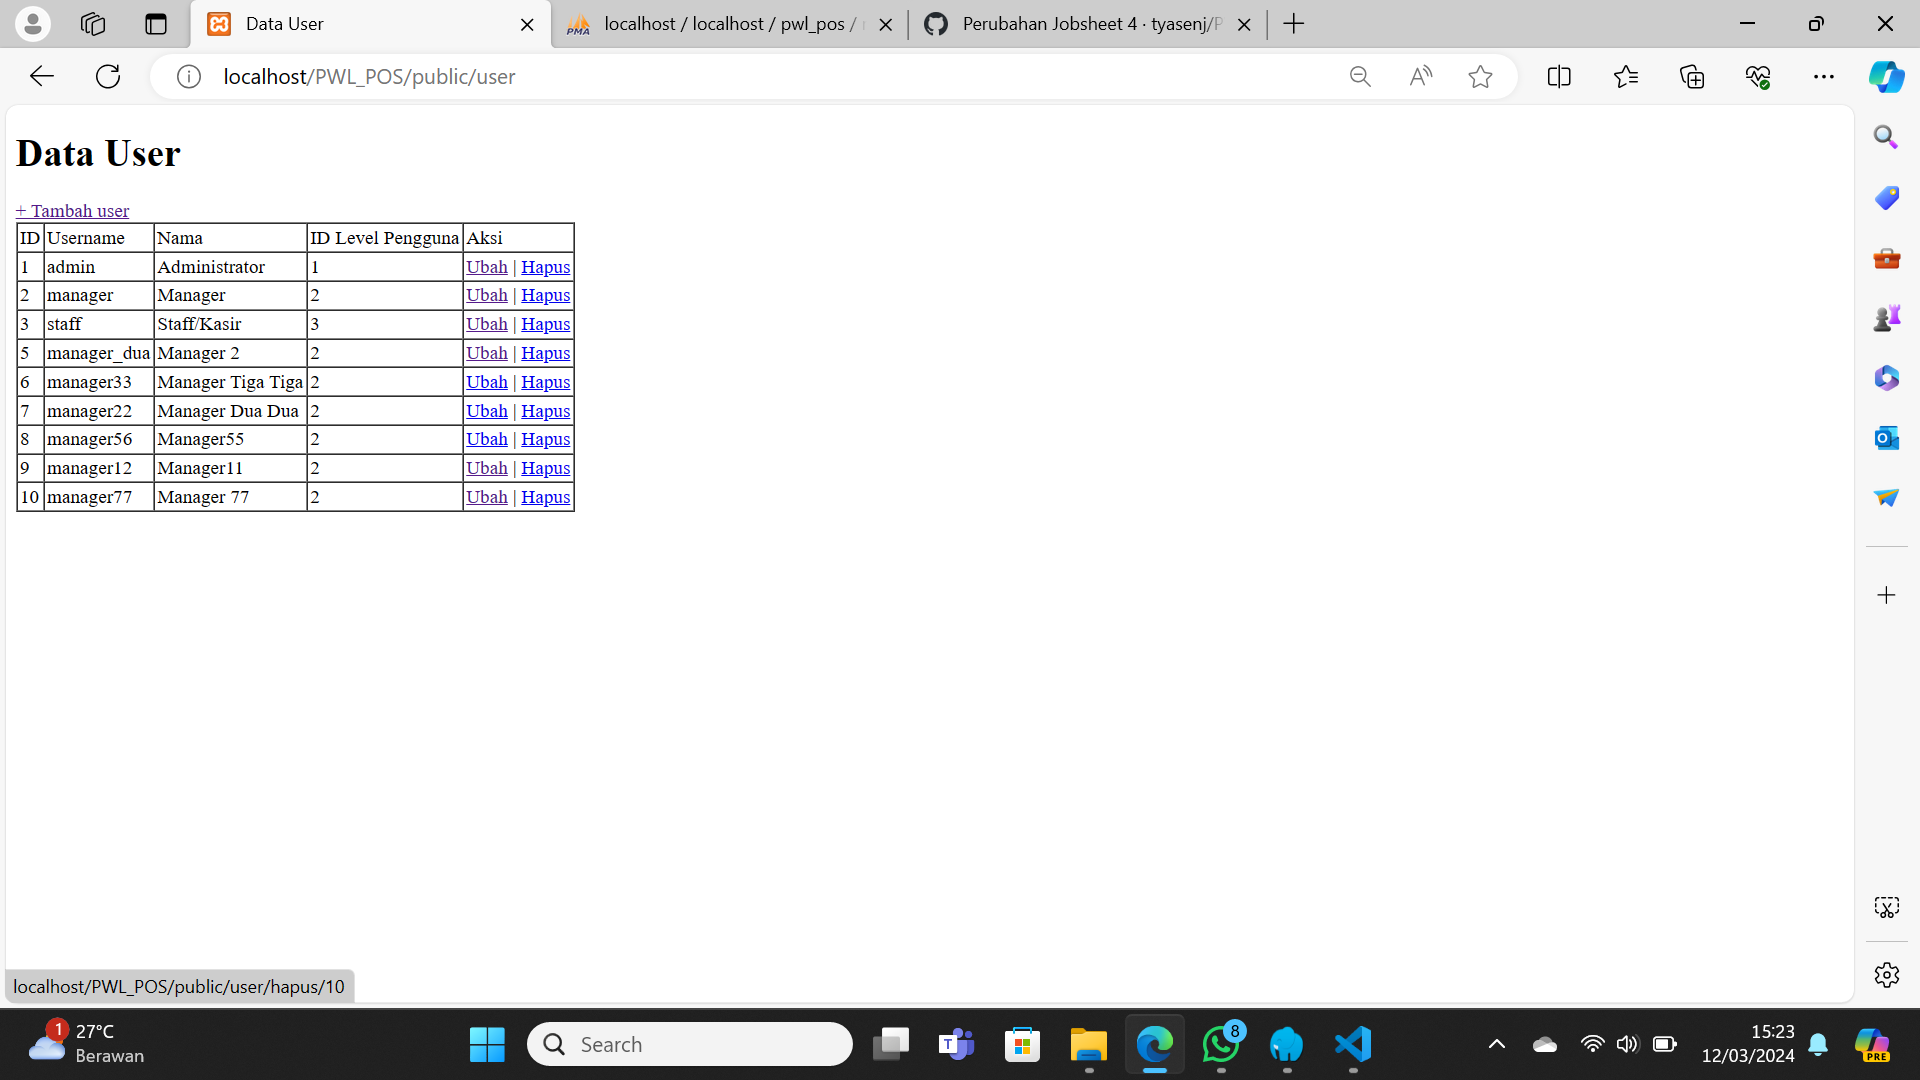 Data User
localhost / localhost / pwl_pos /
Perubahan Jobsheet 4 · tyasenj/P
localhost/PWL_POS/public/user
Data User
+ Tambah user
ID Username Nama ID Level Pengguna Aksi
1 admin Administrator 1 Ubah | Hapus
2 manager Manager 2 Ubah | Hapus
3 staff Staff/Kasir 3 Ubah | Hapus
5 manager_dua Manager 2 2 Ubah | Hapus
6 manager33 Manager Tiga Tiga 2 Ubah | Hapus
7 manager22 Manager Dua Dua 2 Ubah | Hapus
8 manager56 Manager55 2 Ubah | Hapus
9 manager12 Manager11 2 Ubah | Hapus
10 manager77 Manager 77 2 Ubah | Hapus
localhost/PWL_POS/public/user/hapus/10
1
27°C
Berawan
Search
8
15:23
12/03/2024
PRE